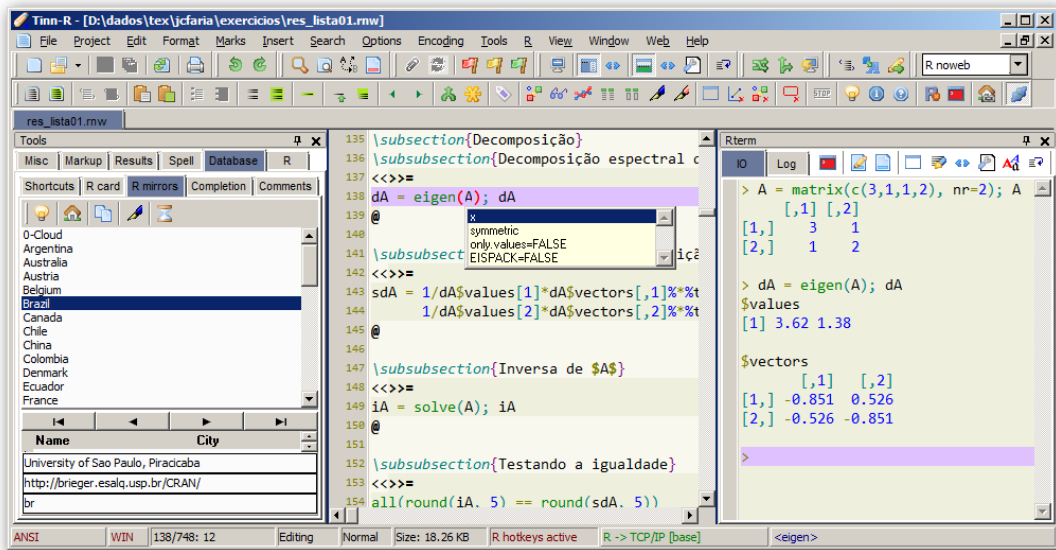 Tinn-R - [D:\dados\tex\jcfaria\exercicios\res_lista01.rnw]
File Project Edit Format Marks Insert Search Options Encoding Tools R View Window Web Help
R noweb
res_lista01.rnw
Tools
Misc Markup Results Spell Database R
Shortcuts R card R mirrors Completion Comments
0-Cloud
Argentina
Australia
Austria
Belgium
Brazil
Canada
Chile
China
Colombia
Denmark
Ecuador
France
Name City
University of Sao Paulo, Piracicaba
http://brieger.esalq.usp.br/CRAN/
br
135 \subsection{Decomposição}
136 \subsubsection{Decomposição espectral
137 <<>>=
138 dA = eigen(A); dA
139 @
x
symmetric
only.values=FALSE
EISPACK=FALSE
140
141 \subsubsect içã
142 <<>>=
143 sdA = 1/dA$values[1]*dA$vectors[,1]%*%t
144 1/dA$values[2]*dA$vectors[,2]%*%t
145 @
146
147 \subsubsection{Inversa de $A$}
148 <<>>=
149 iA = solve(A); iA
150 @
151
152 \subsubsection{Testando a igualdade}
153 <<>>=
154 all(round(iA, 5) == round(sdA, 5))
Rterm
IO Log
> A = matrix(c(3,1,1,2), nr=2); A
[,1] [,2]
[1,] 3 1
[2,] 1 2
> dA = eigen(A); dA
$values
[1] 3.62 1.38
$vectors
[,1] [,2]
[1,] -0.851 0.526
[2,] -0.526 -0.851
>
ANSI WIN 138/748: 12 Editing Normal Size: 18.26 KB R hotkeys active R -> TCP/IP [base] <eigen>